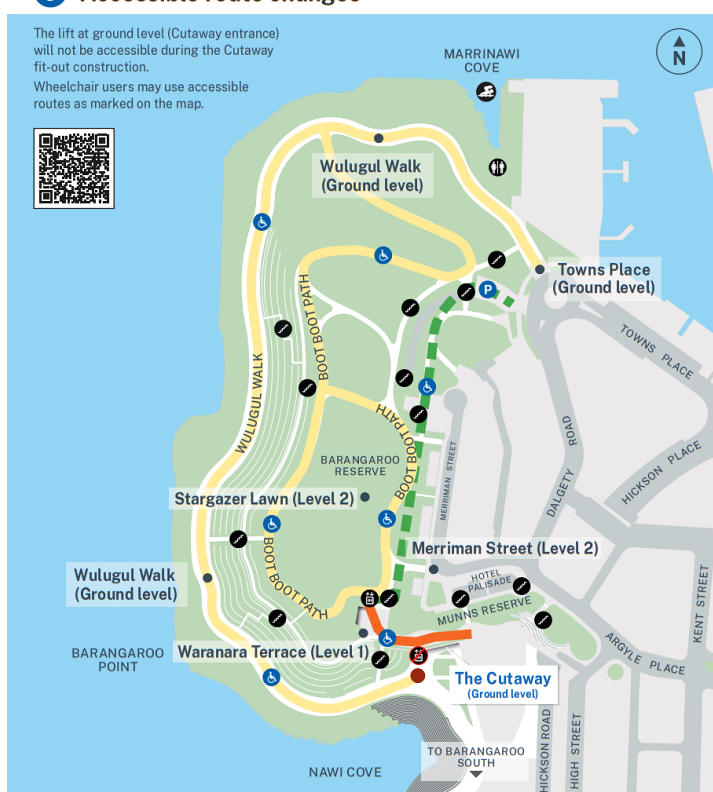 Accessible route changes
The lift at ground level (Cutaway entrance)
will not be accessible during the Cutaway
fit-out construction.
Wheelchair users may use accessible
routes as marked on the map.
MARRINAWI
COVE
N
Wulugul Walk
(Ground level)
Towns Place
(Ground level)
P
TOWNS PLACE
BOOT BOOT PATH
WULUGUL WALK
BOOT BOOT PATH
BARANGAROO
RESERVE
MERRIMAN STREET
DALGETY ROAD
HICKSON PLACE
Stargazer Lawn (Level 2)
Merriman Street (Level 2)
BOOT BOOT PATH
Wulugul Walk
(Ground level)
HOTEL
PALISADE
MUNNS RESERVE
KENT STREET
ARGYLE PLACE
Waranara Terrace (Level 1)
BARANGAROO
POINT
The Cutaway
(Ground level)
HICKSON ROAD
HIGH STREET
TO BARANGAROO
SOUTH
NAWI COVE